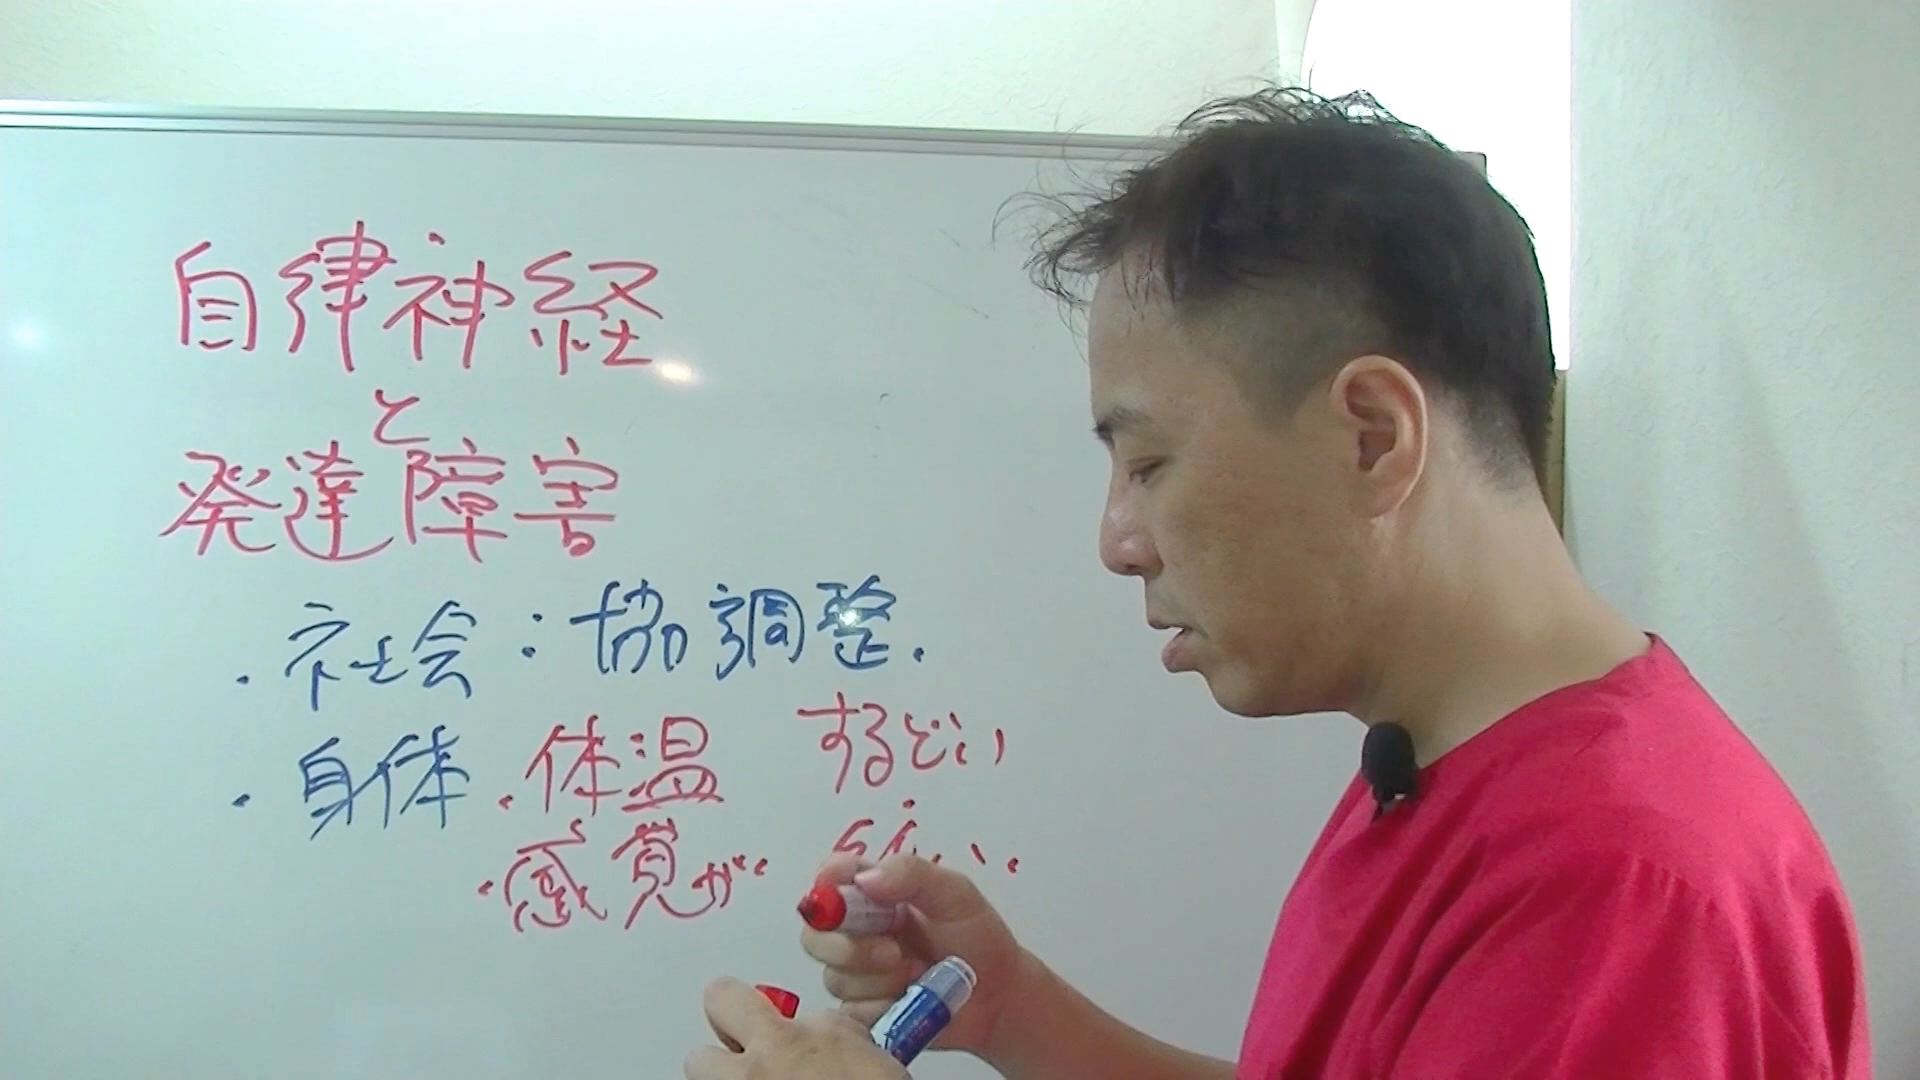 自律神経
と
発達障害
・社会：協調整．
・身体．体温 するどい
・感覚が